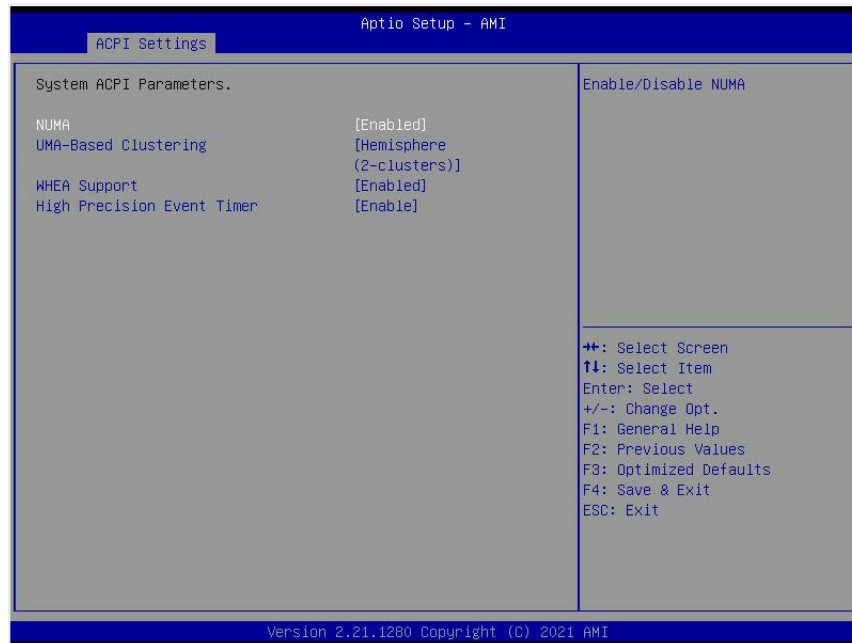 Aptio Setup - AMI
ACPI Settings
System ACPI Parameters.
NUMA [Enabled]
UMA-Based Clustering [Hemisphere
(2-clusters)]
WHEA Support [Enabled]
High Precision Event Timer [Enable]
Enable/Disable NUMA
→←: Select Screen
↑↓: Select Item
Enter: Select
+/-: Change Opt.
F1: General Help
F2: Previous Values
F3: Optimized Defaults
F4: Save & Exit
ESC: Exit
Version 2.21.1280 Copyright (C) 2021 AMI